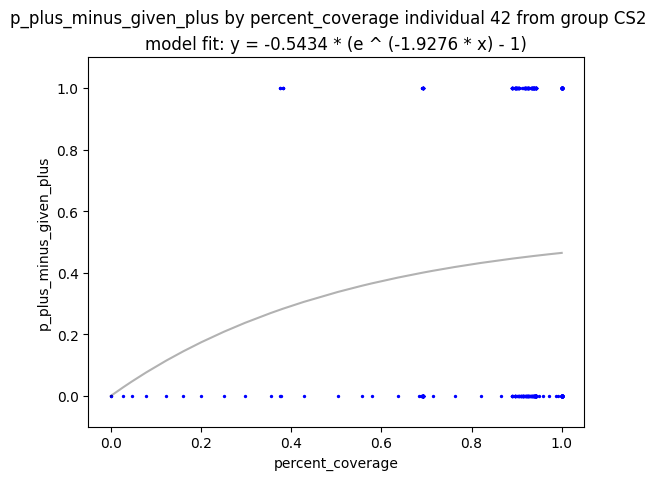 p_plus_minus_given_plus by percent_coverage individual 42 from group CS2
model fit: y = -0.5434 * (e ^ (-1.9276 * x) - 1)
1.0
0.8
0.6
0.4
0.2
0.0
p_plus_minus_given_plus
0.0 0.2 0.4 0.6 0.8 1.0
percent_coverage